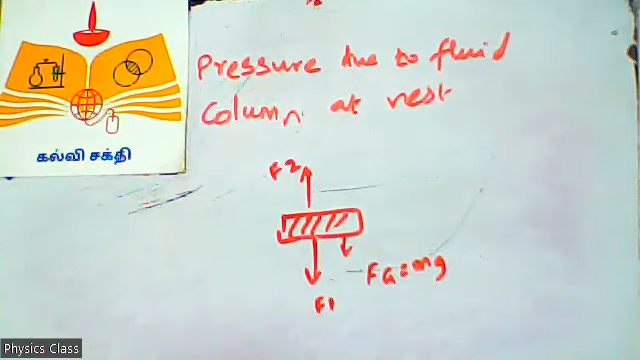 Pressure due to fluid
column at rest
கல்வி சக்தி
F2
FG = mg
F1
Physics Class